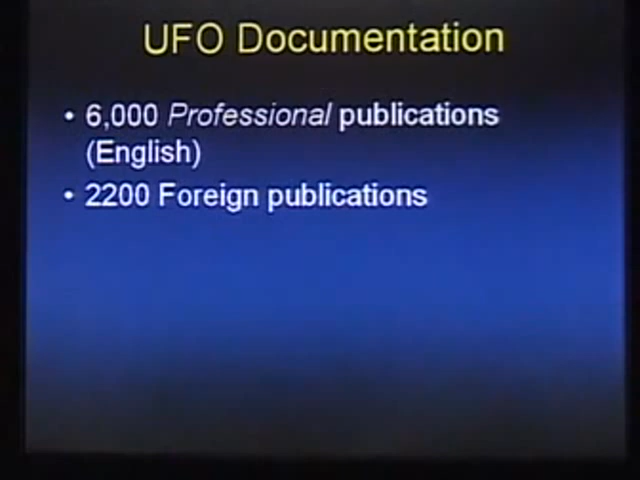 UFO Documentation
• 6,000 Professional publications
(English)
• 2200 Foreign publications